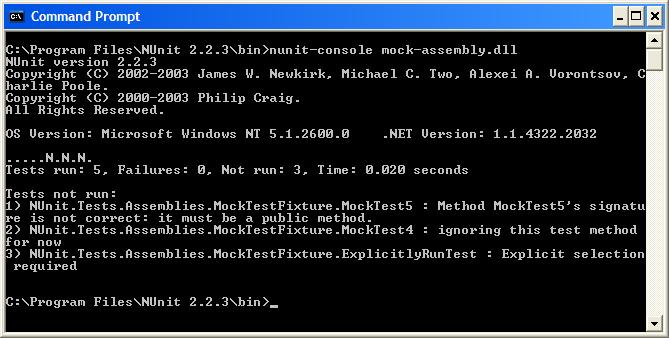 Command Prompt
C:\Program Files\NUnit 2.2.3\bin>nunit-console mock-assembly.dll
NUnit version 2.2.3
Copyright (C) 2002-2003 James W. Newkirk, Michael C. Two, Alexei A. Vorontsov, C
harlie Poole.
Copyright (C) 2000-2003 Philip Craig.
All Rights Reserved.
OS Version: Microsoft Windows NT 5.1.2600.0    .NET Version: 1.1.4322.2032
.....N.N.N.
Tests run: 5, Failures: 0, Not run: 3, Time: 0.020 seconds
Tests not run:
1) NUnit.Tests.Assemblies.MockTestFixture.MockTest5 : Method MockTest5's signatu
re is not correct: it must be a public method.
2) NUnit.Tests.Assemblies.MockTestFixture.MockTest4 : ignoring this test method
for now
3) NUnit.Tests.Assemblies.MockTestFixture.ExplicitlyRunTest : Explicit selection
 required
C:\Program Files\NUnit 2.2.3\bin>_